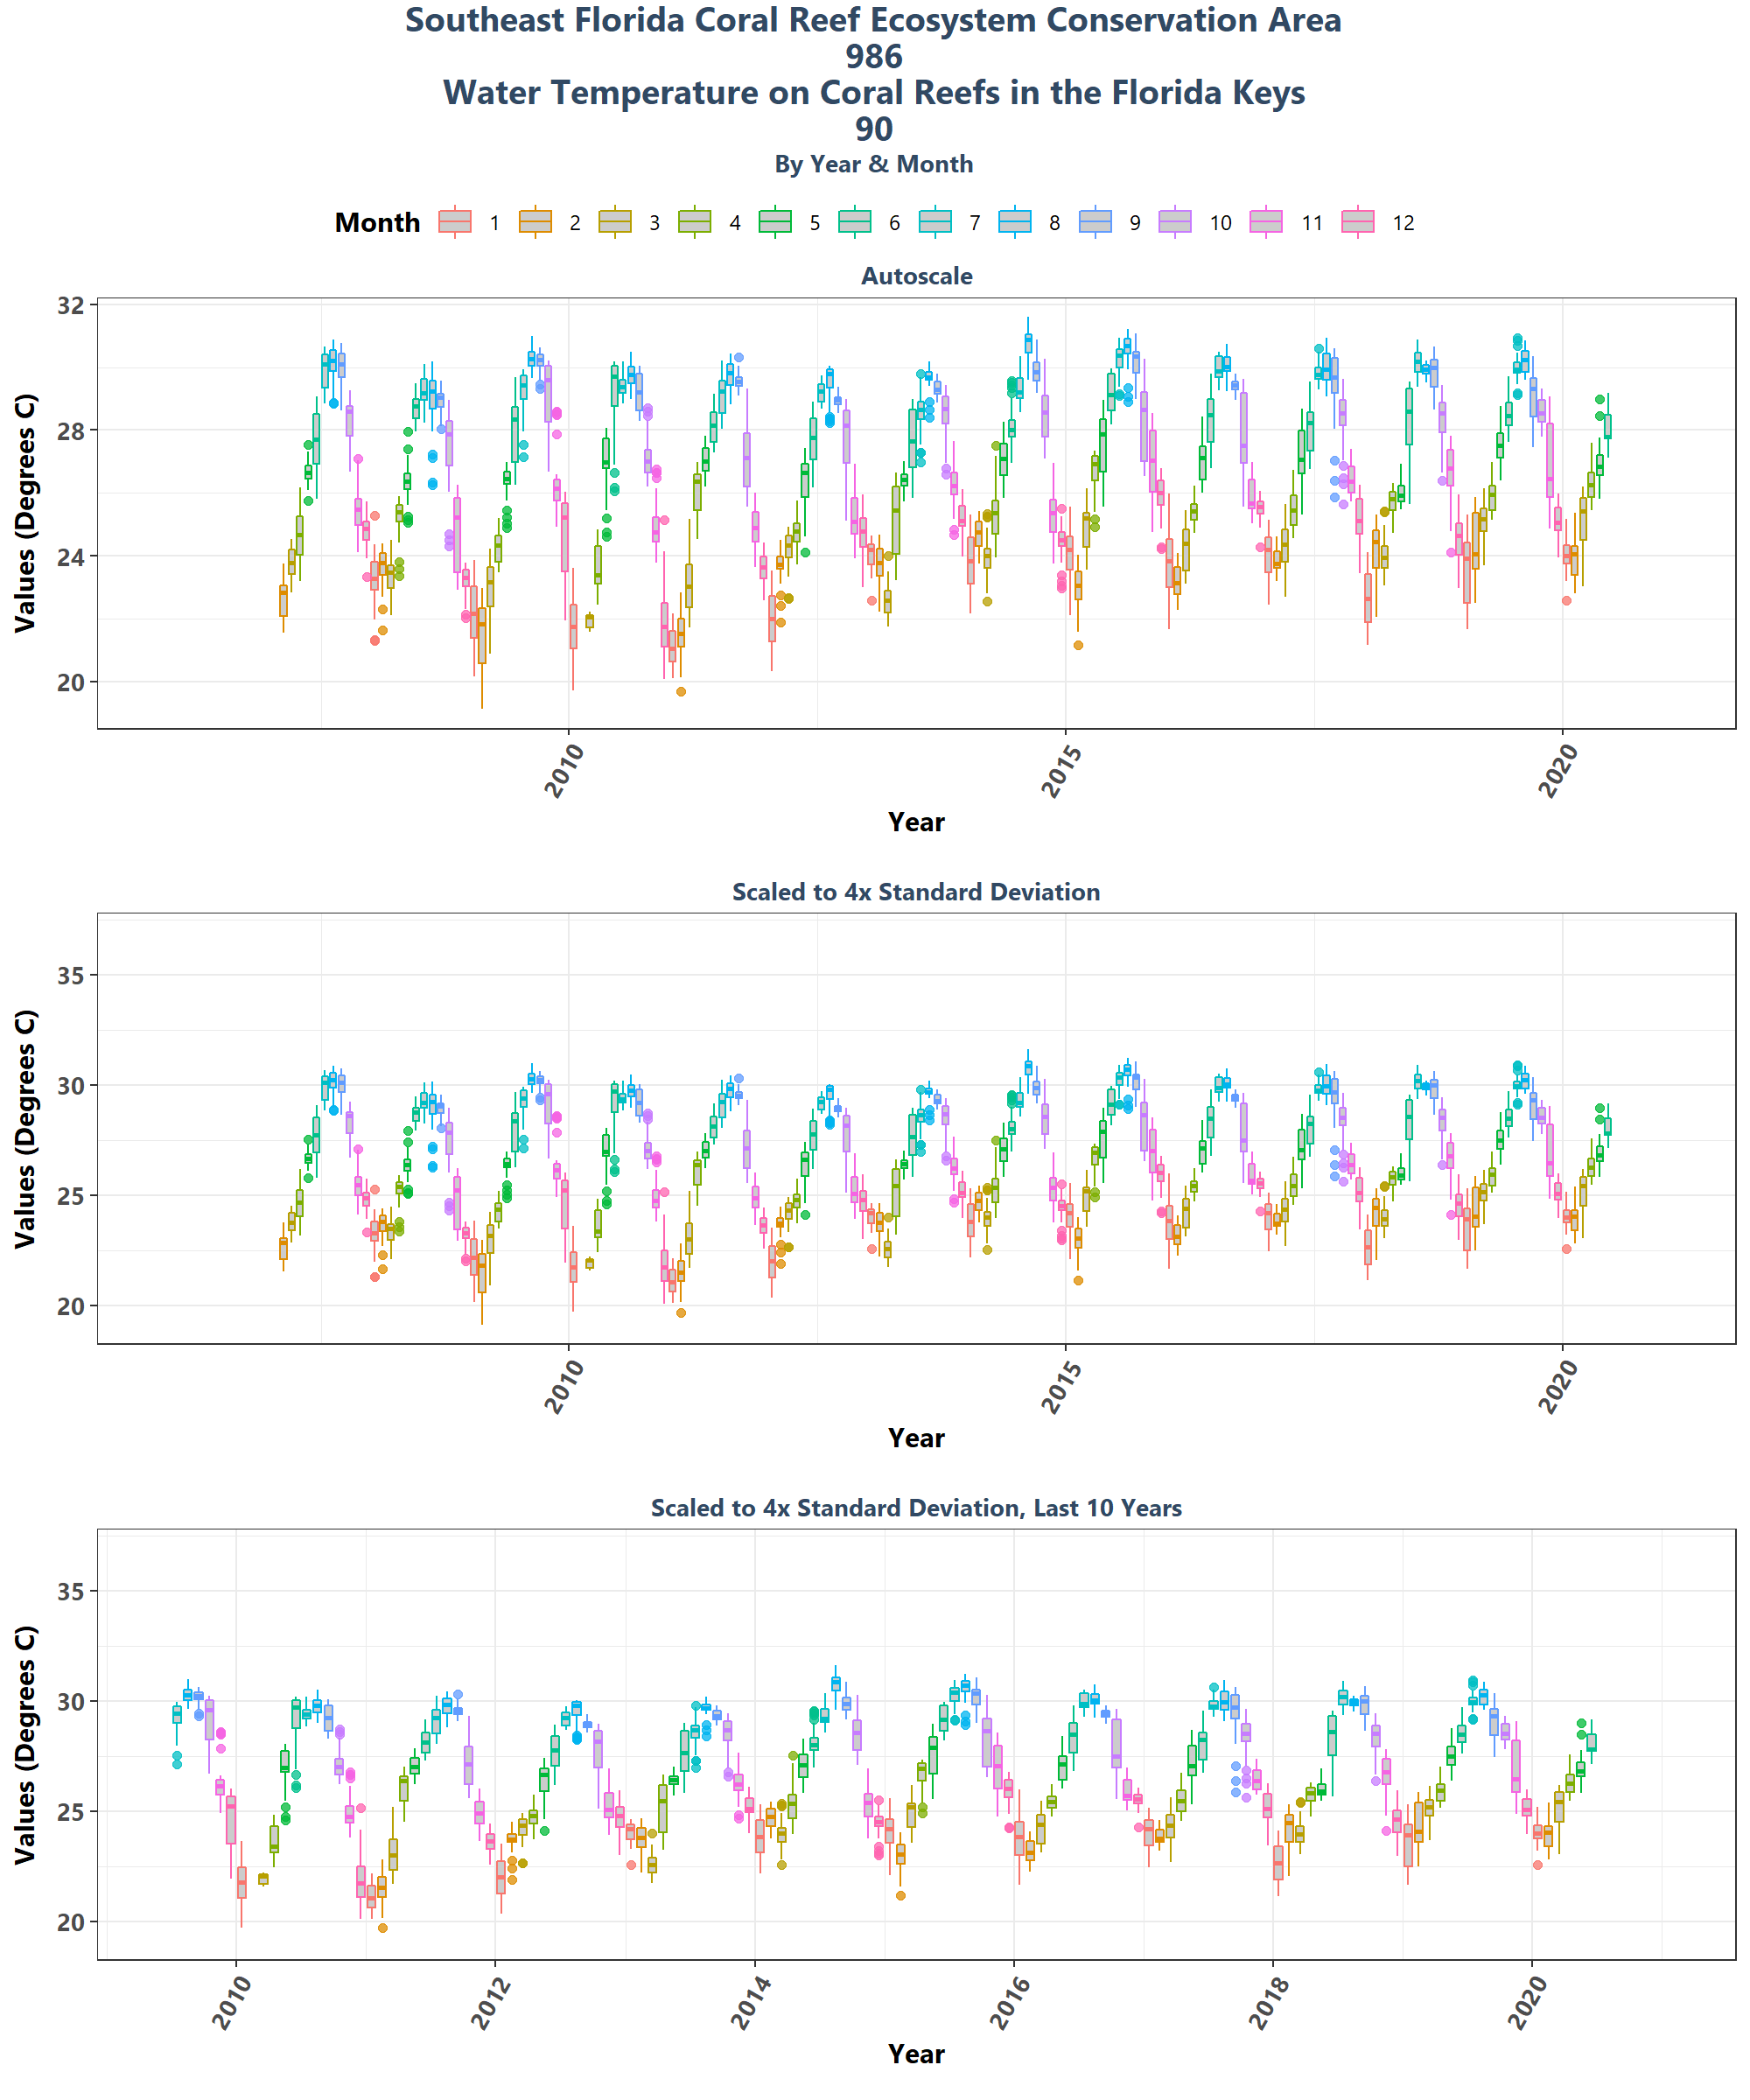 Southeast Florida Coral Reef Ecosystem Conservation Area
986
Water Temperature on Coral Reefs in the Florida Keys
90
By Year & Month
Month 1 2 3 4 5 6 7 8 9 10 11 12
Autoscale
Values (Degrees C)
32
28
24
20
2010 2015 2020
Year
Scaled to 4x Standard Deviation
Values (Degrees C)
35
30
25
20
2010 2015 2020
Year
Scaled to 4x Standard Deviation, Last 10 Years
Values (Degrees C)
35
30
25
20
2010 2012 2014 2016 2018 2020
Year